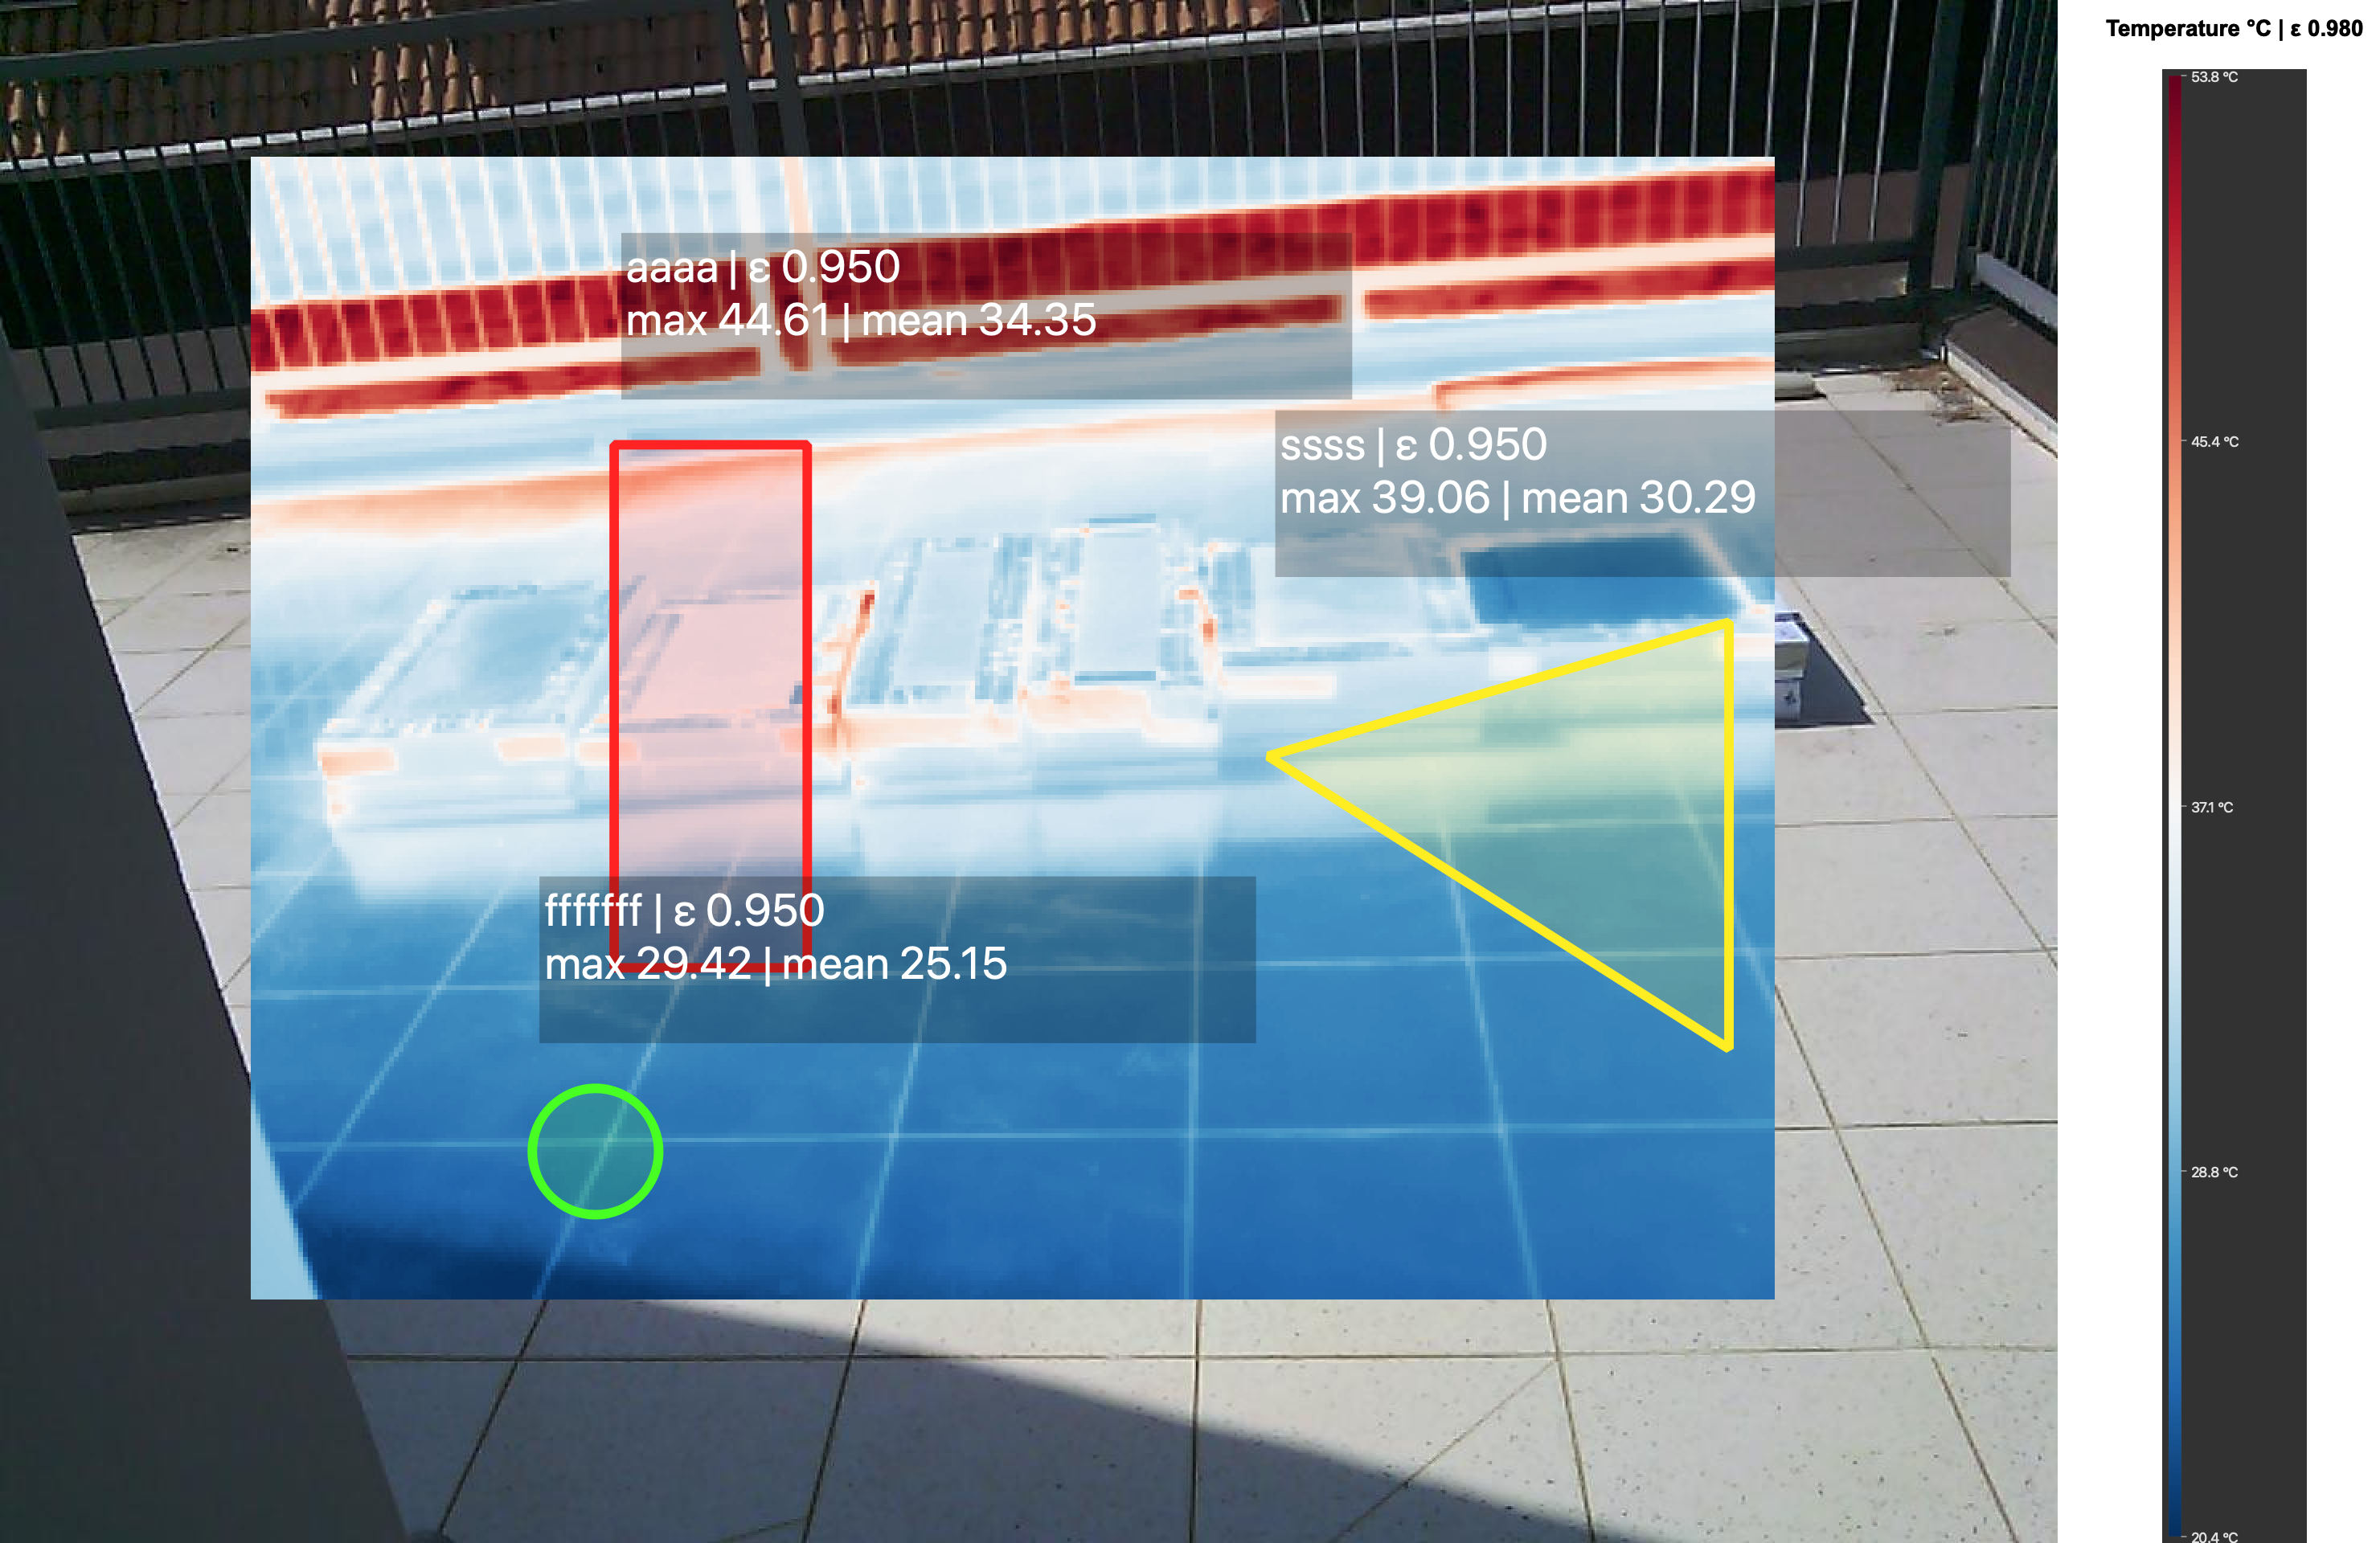 Temperature °C | ε 0.980
53.8 °C
aaaa | ε 0.950
max 44.61 | mean 34.35
ssss | ε 0.950
max 39.06 | mean 30.29
45.4 °C
37.1 °C
fffffff | ε 0.950
max 29.42 | mean 25.15
28.8 °C
20.4 °C